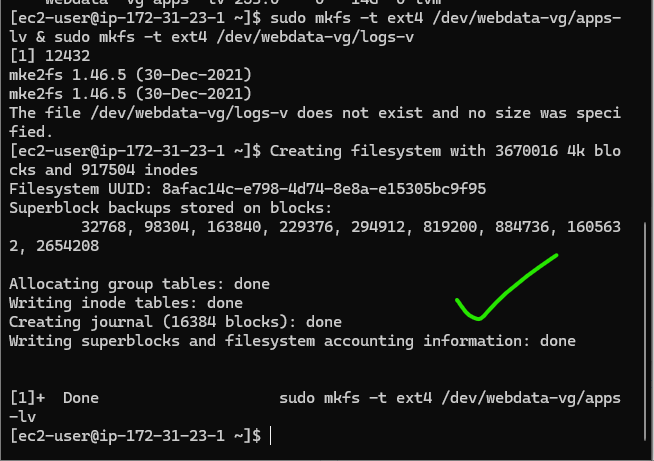 [ec2-user@ip-172-31-23-1 ~]$ sudo mkfs -t ext4 /dev/webdata-vg/apps-
lv & sudo mkfs -t ext4 /dev/webdata-vg/logs-v
[1] 12432
mke2fs 1.46.5 (30-Dec-2021)
mke2fs 1.46.5 (30-Dec-2021)
The file /dev/webdata-vg/logs-v does not exist and no size was speci
fied.
[ec2-user@ip-172-31-23-1 ~]$ Creating filesystem with 3670016 4k blo
cks and 917504 inodes
Filesystem UUID: 8afac14c-e798-4d74-8e8a-e15305bc9f95
Superblock backups stored on blocks:
        32768, 98304, 163840, 229376, 294912, 819200, 884736, 160563
2, 2654208
Allocating group tables: done
Writing inode tables: done
Creating journal (16384 blocks): done
Writing superblocks and filesystem accounting information: done
[1]+  Done                    sudo mkfs -t ext4 /dev/webdata-vg/apps
-lv
[ec2-user@ip-172-31-23-1 ~]$